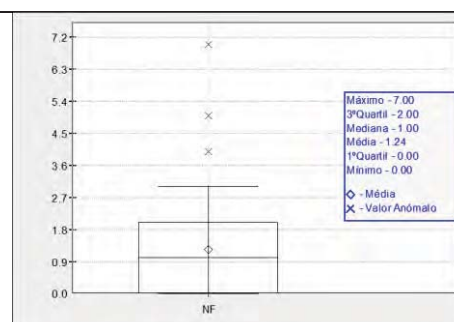 7.2
6.3
5.4
4.5
3.6
2.7
1.8
0.9
0.0
NF
Máximo - 7.00
3ºQuartil - 2.00
Mediana - 1.00
Média - 1.24
1ºQuartil - 0.00
Mínimo - 0.00
- Média
- Valor Anómalo